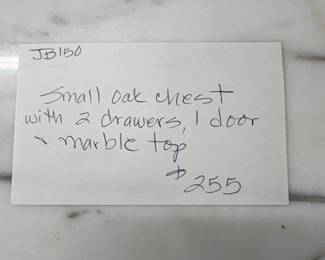 JB150
Small oak chest
with 2 drawers, 1 door
& marble top
$255